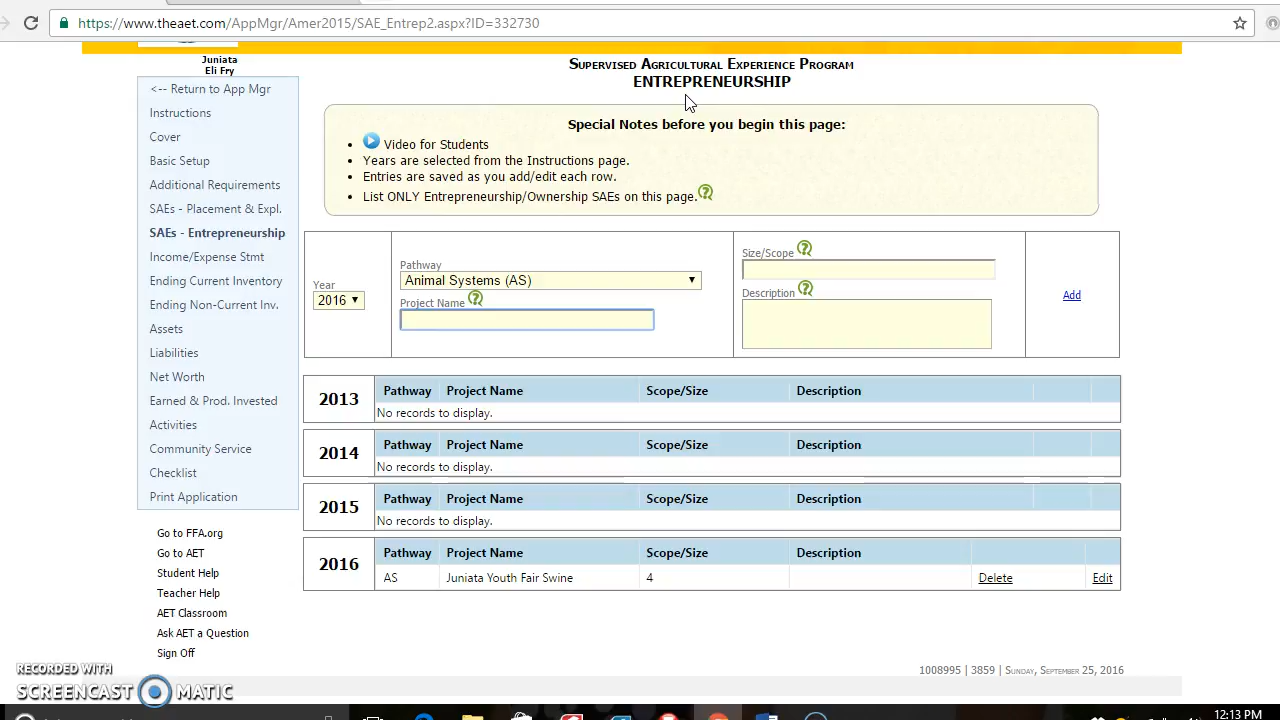 https://www.theaet.com/AppMgr/Amer2015/SAE_Entrep2.aspx?ID=332730
Juniata
Eli Fry
<-- Return to App Mgr
Instructions
Cover
Basic Setup
Additional Requirements
SAEs - Placement & Expl.
SAEs - Entrepreneurship
Income/Expense Stmt
Ending Current Inventory
Ending Non-Current Inv.
Assets
Liabilities
Net Worth
Earned & Prod. Invested
Activities
Community Service
Checklist
Print Application
Go to FFA.org
Go to AET
Student Help
Teacher Help
AET Classroom
Ask AET a Question
Sign Off
Supervised Agricultural Experience Program
ENTREPRENEURSHIP
Special Notes before you begin this page:
• Video for Students
• Years are selected from the Instructions page.
• Entries are saved as you add/edit each row.
• List ONLY Entrepreneurship/Ownership SAEs on this page.
Year
2016
Pathway
Animal Systems (AS)
Project Name
Size/Scope
Description
Add
2013 Pathway Project Name Scope/Size Description
No records to display.
2014 Pathway Project Name Scope/Size Description
No records to display.
2015 Pathway Project Name Scope/Size Description
No records to display.
2016 Pathway Project Name Scope/Size Description
AS Juniata Youth Fair Swine 4 Delete Edit
1008995 | 3859 | Sunday, September 25, 2016
RECORDED WITH
SCREENCAST MATIC
12:13 PM